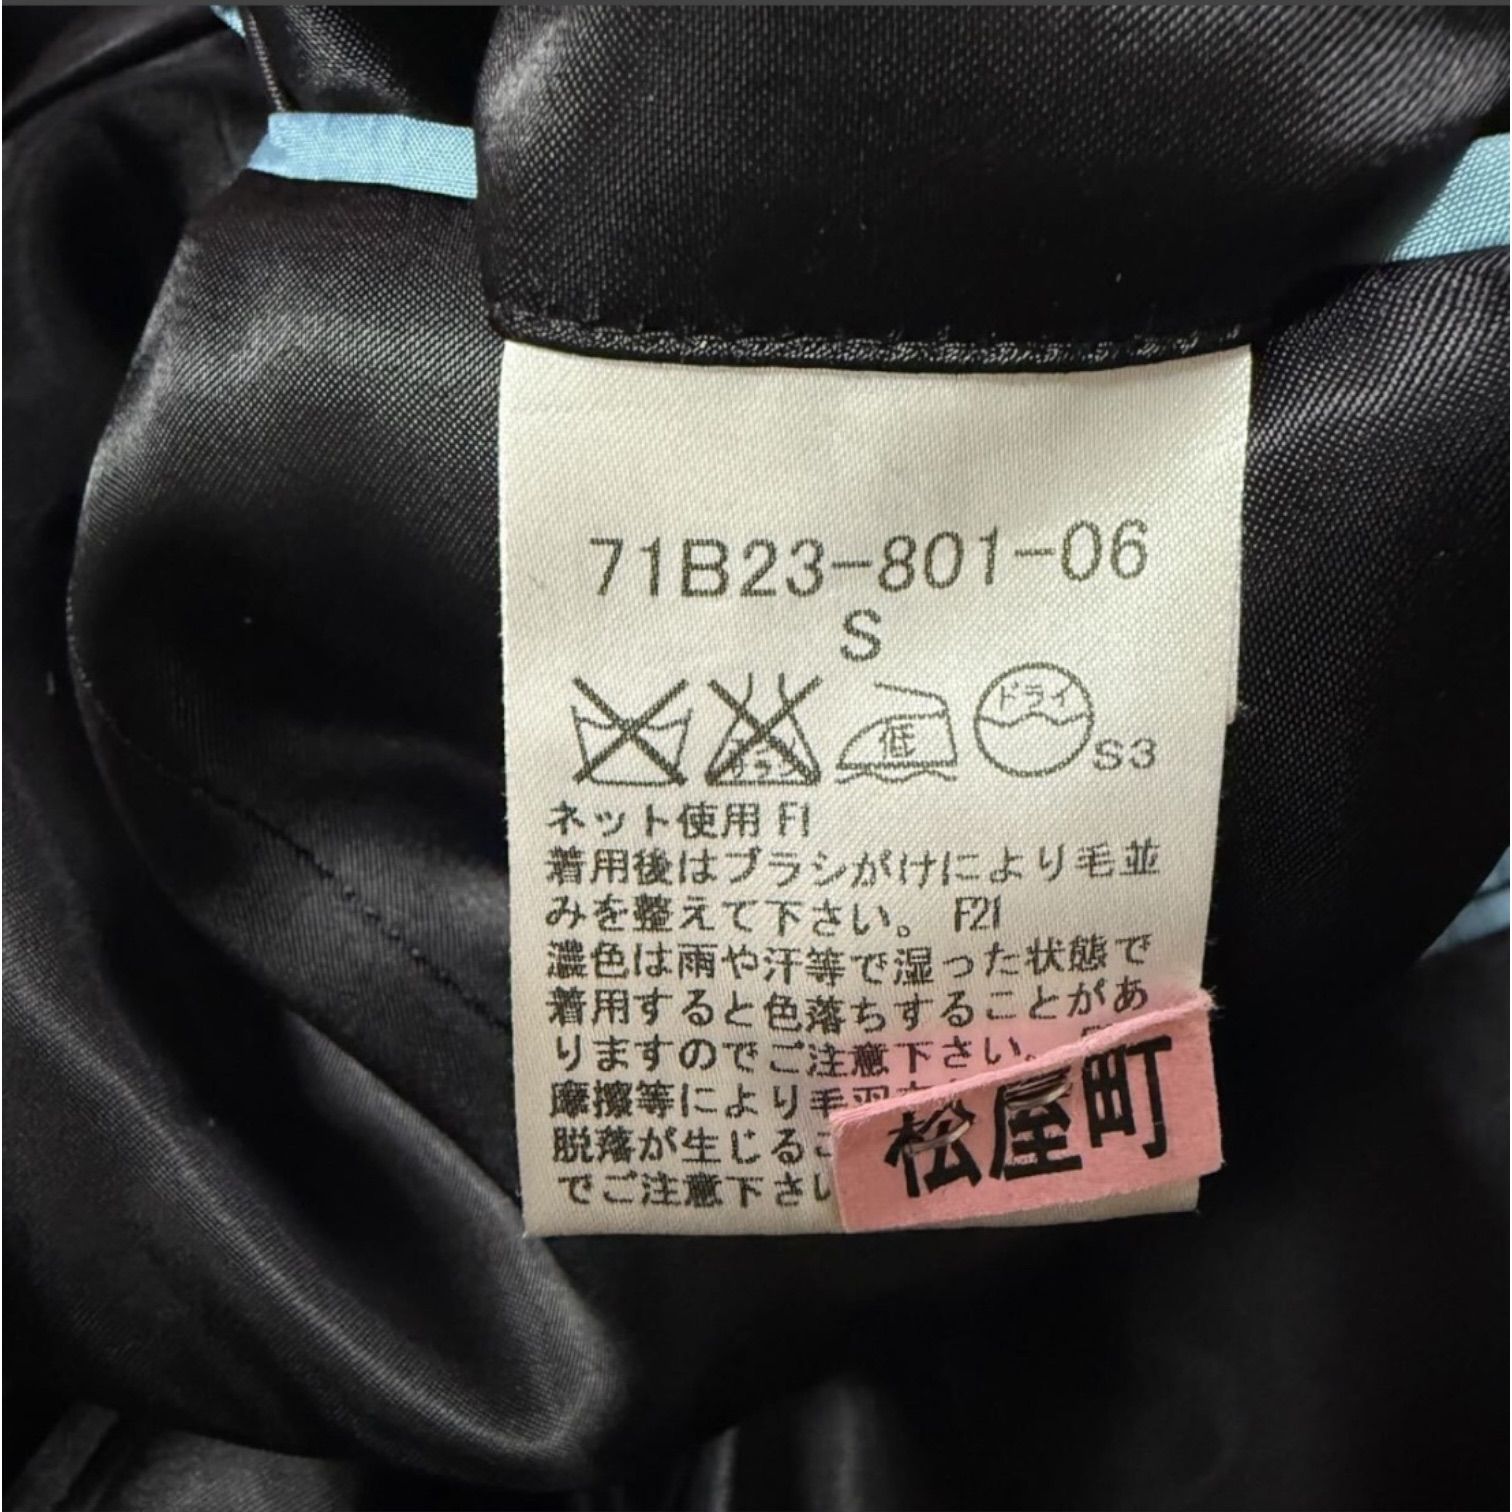 71B23-801-06
S
ドライ
低
S3
ネット使用 F1
着用後はブラシがけにより毛並
みを整えて下さい。 F21
濃色は雨や汗等で湿った状態で
着用すると色落ちすることがあ
りますのでご注意下さい。
摩擦等により毛羽
脱落が生じるこ
でご注意下さい
松屋町